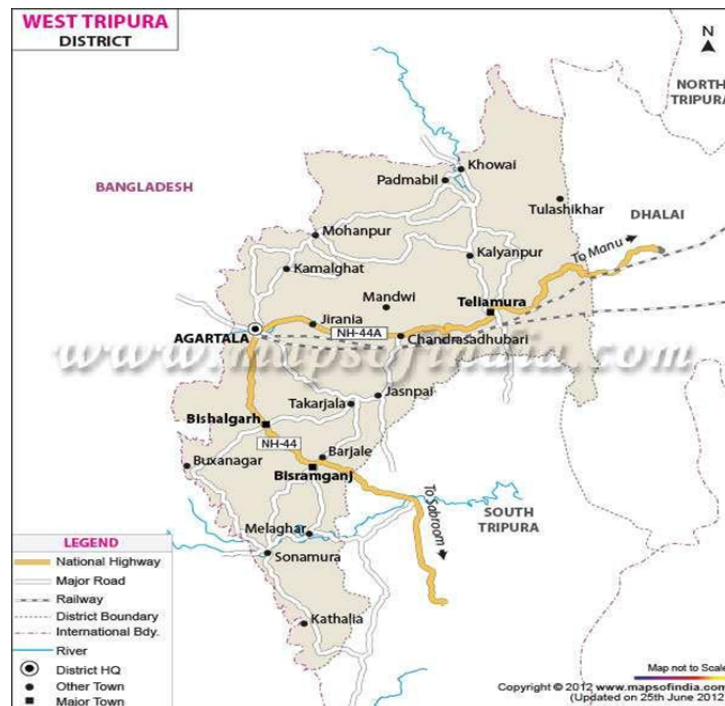 WEST TRIPURA
DISTRICT
N
NORTH
TRIPURA
BANGLADESH
Khowai
Padmabil
Tulashikhar
DHALAI
Mohanpur
To Manu
Kalyanpur
Kamalghat
Mandwi
Teliamura
Jirania
AGARTALA
NH-44A
Chandrasadhubari
www.mapsofindia.com
Jasnpai
Takarjala
Bishalgarh
NH-44
Barjale
Buxanagar
Bisramganj
To Sabroom
SOUTH
TRIPURA
Melaghar
Sonamura
Kathalia
LEGEND
National Highway
Major Road
Railway
District Boundary
International Bdy.
River
District HQ
Other Town
Major Town
Map not to Scale
Copyright © 2012 www.mapsofindia.com
(Updated on 25th June 2012)